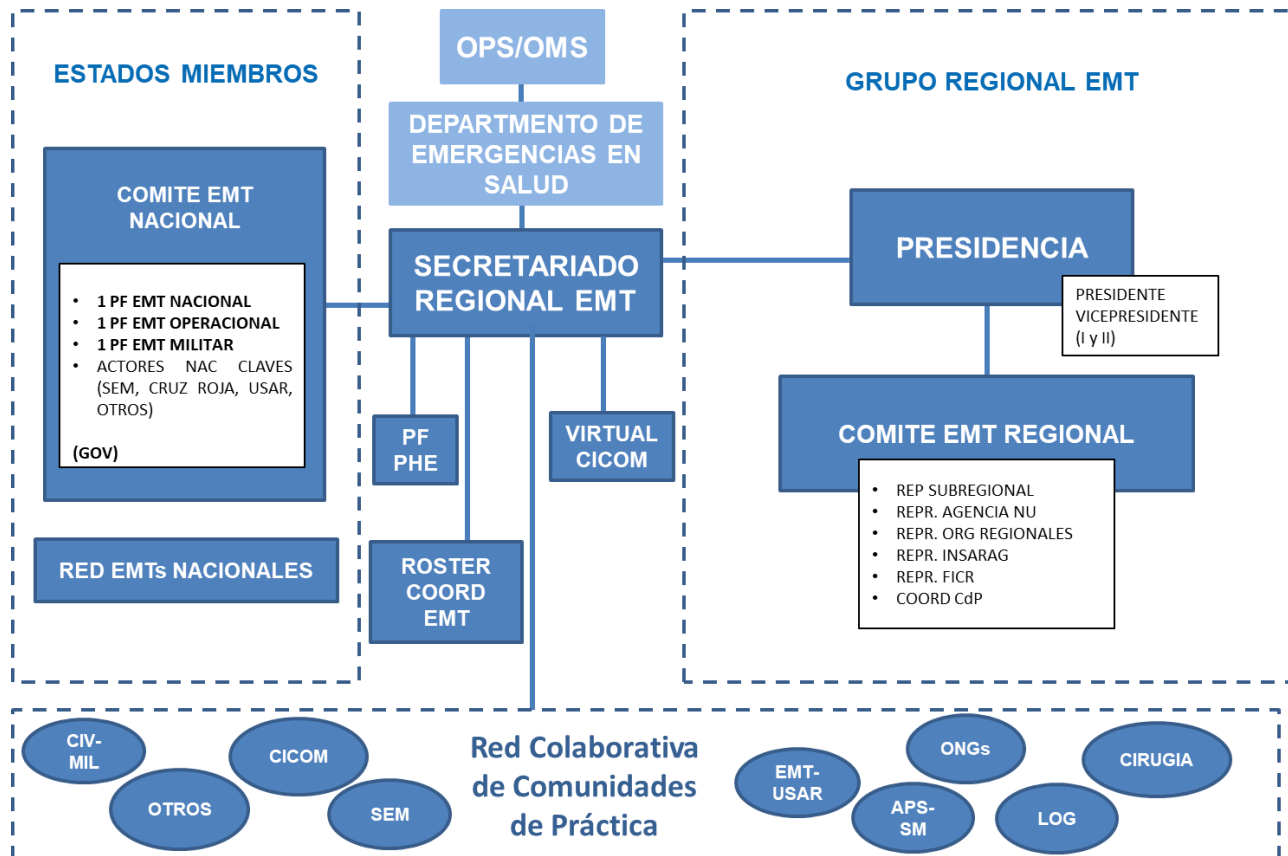 ESTADOS MIEMBROS
COMITE EMT
NACIONAL
• 1 PF EMT NACIONAL
• 1 PF EMT OPERACIONAL
• 1 PF EMT MILITAR
• ACTORES NAC CLAVES
(SEM, CRUZ ROJA, USAR,
OTROS)
(GOV)
RED EMTs NACIONALES
OPS/OMS
DEPARTMENTO DE
EMERGENCIAS EN
SALUD
SECRETARIADO
REGIONAL EMT
PF
PHE
VIRTUAL
CICOM
ROSTER
COORD
EMT
GRUPO REGIONAL EMT
PRESIDENCIA
PRESIDENTE
VICEPRESIDENTE
(I y II)
COMITE EMT REGIONAL
• REP SUBREGIONAL
• REPR. AGENCIA NU
• REPR. ORG REGIONALES
• REPR. INSARAG
• REPR. FICR
• COORD CdP
CIV-
MIL
OTROS
CICOM
SEM
Red Colaborativa
de Comunidades
de Práctica
EMT-
USAR
ONGs
APS-
SM
LOG
CIRUGIA